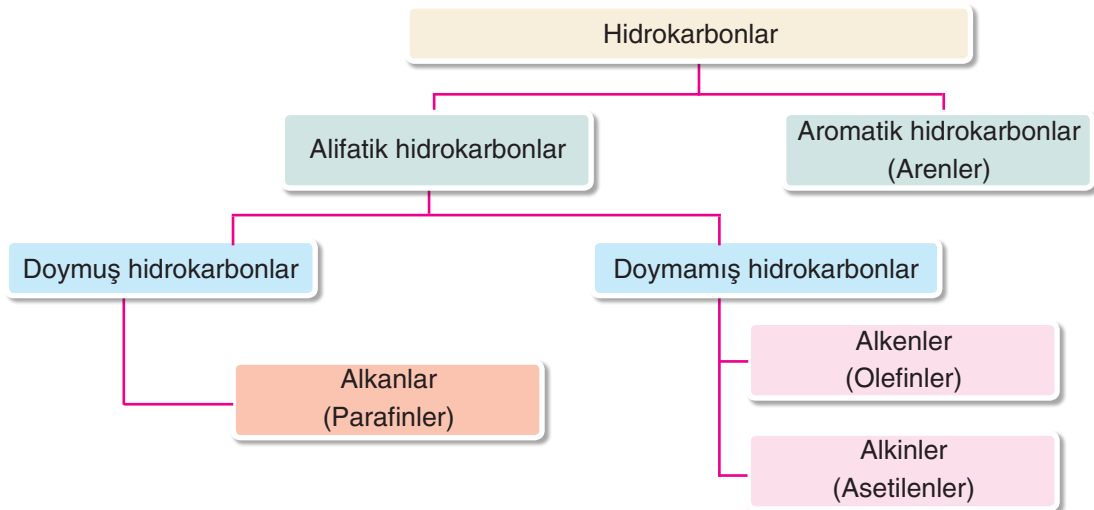 Hidrokarbonlar
Alifatik hidrokarbonlar
Aromatik hidrokarbonlar
(Arenler)
Doymuş hidrokarbonlar
Doymamış hidrokarbonlar
Alkanlar
(Parafinler)
Alkenler
(Olefinler)
Alkinler
(Asetilenler)